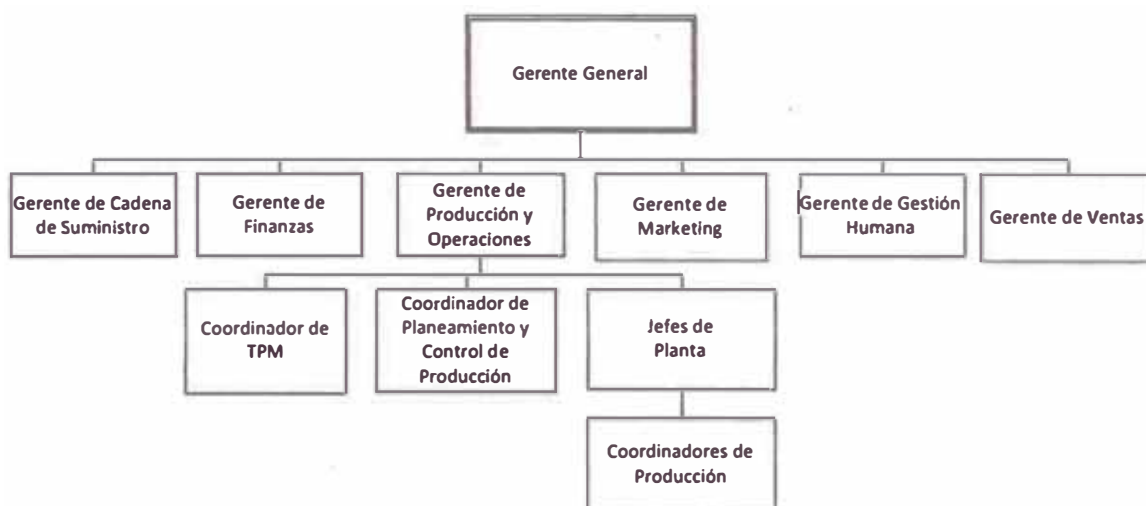 Gerente General
Gerente de Cadena
de Suministro
Gerente de
Finanzas
Gerente de
Producción y
Operaciones
Gerente de
Marketing
Gerente de Gestión
Humana
Gerente de Ventas
Coordinador de
TPM
Coordinador de
Planeamiento y
Control de
Producción
Jefes de
Planta
Coordinadores de
Producción